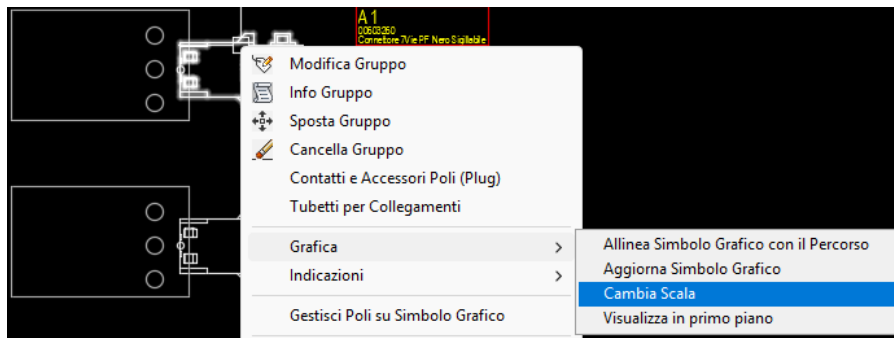 A 1
00603260
Connettore 7Vie PF Nero Sigillabile
Modifica Gruppo
Info Gruppo
Sposta Gruppo
Cancella Gruppo
Contatti e Accessori Poli (Plug)
Tubetti per Collegamenti
Grafica
Indicazioni
Gestisci Poli su Simbolo Grafico
Allinea Simbolo Grafico con il Percorso
Aggiorna Simbolo Grafico
Cambia Scala
Visualizza in primo piano